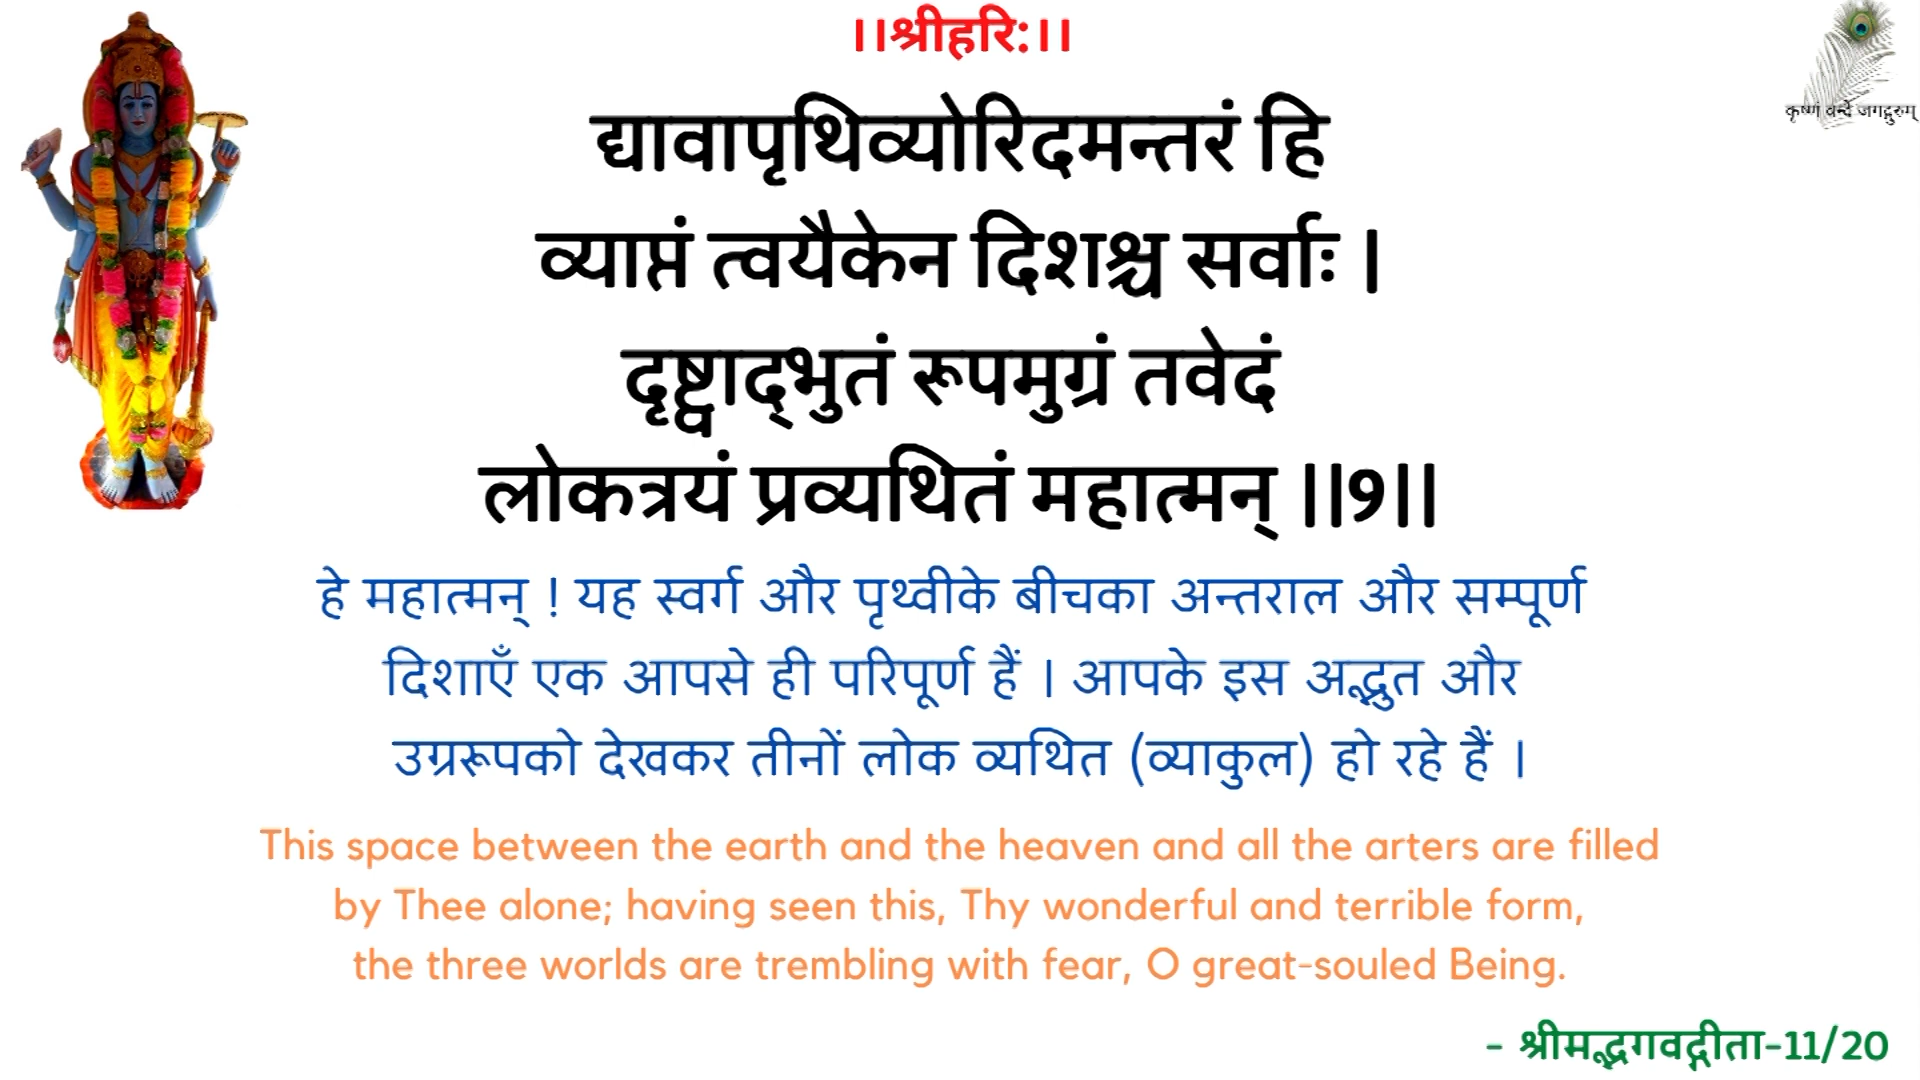 ।।श्रीहरि:।।
कृष्णं वन्दे जगद्गुरुम्
द्यावापृथिव्योरिदमन्तरं हि
व्याप्तं त्वयैकेन दिशश्च सर्वाः |
दृष्ट्वाद्‌भुतं रूपमुग्रं तवेदं
लोकत्रयं प्रव्यथितं महात्मन् ||9||
हे महात्मन् ! यह स्वर्ग और पृथ्वीके बीचका अन्तराल और सम्पूर्ण
दिशाएँ एक आपसे ही परिपूर्ण हैं । आपके इस अद्भुत और
उग्ररूपको देखकर तीनों लोक व्यथित (व्याकुल) हो रहे हैं ।
This space between the earth and the heaven and all the arters are filled
by Thee alone; having seen this, Thy wonderful and terrible form,
the three worlds are trembling with fear, O great-souled Being.
- श्रीमद्भगवद्गीता-11/20